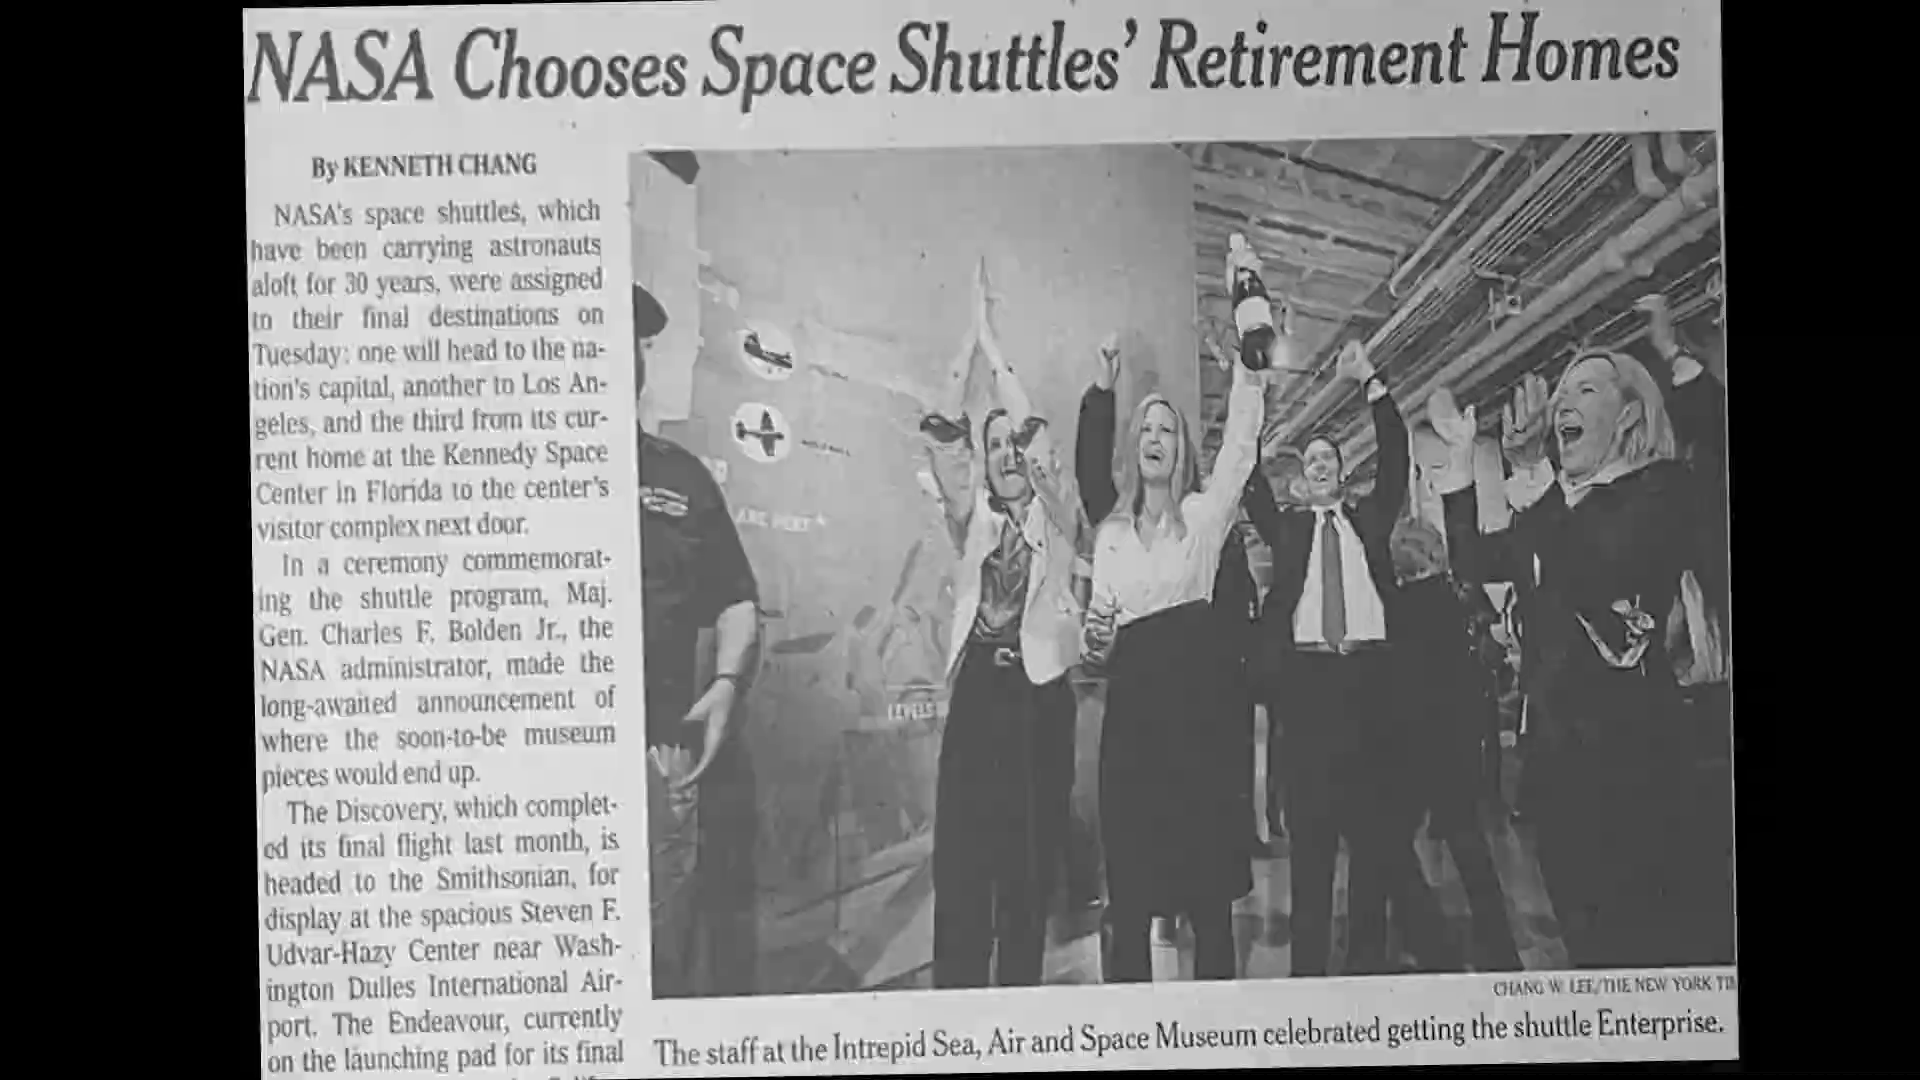 NASA Chooses Space Shuttles' Retirement Homes
By KENNETH CHANG
NASA's space shuttles, which
have been carrying astronauts
aloft for 30 years, were assigned
to their final destinations on
Tuesday: one will head to the na-
tion's capital, another to Los An-
geles, and the third from its cur-
rent home at the Kennedy Space
Center in Florida to the center's
visitor complex next door.
In a ceremony commemorat-
ing the shuttle program, Maj.
Gen. Charles F. Bolden Jr., the
NASA administrator, made the
long-awaited announcement of
where the soon-to-be museum
pieces would end up.
The Discovery, which complet-
ed its final flight last month, is
headed to the Smithsonian, for
display at the spacious Steven F.
Udvar-Hazy Center near Wash-
ington Dulles International Air-
port. The Endeavour, currently
on the launching pad for its final
CHANG W. LEE/THE NEW YORK TI
The staff at the Intrepid Sea, Air and Space Museum celebrated getting the shuttle Enterprise.